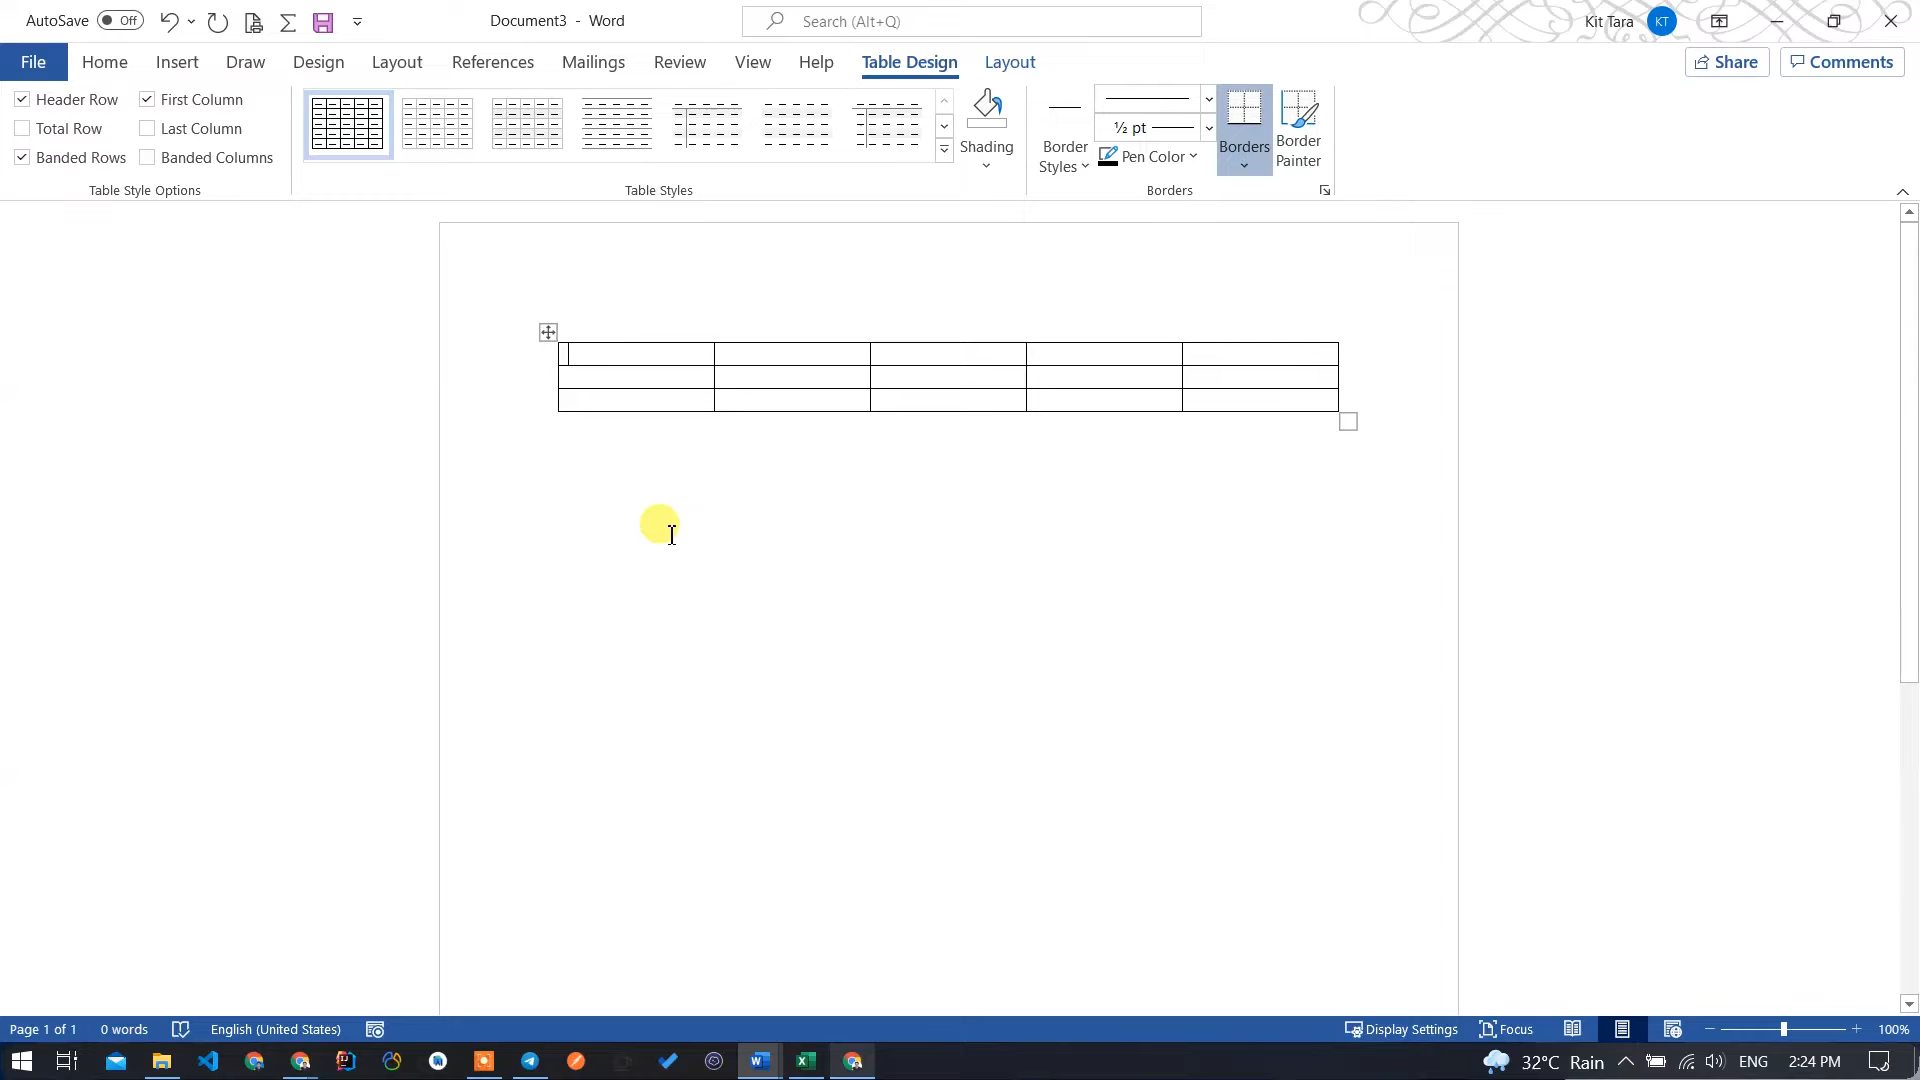 AutoSave Off Document3 - Word Search (Alt+Q) Kit Tara KT
File Home Insert Draw Design Layout References Mailings Review View Help Table Design Layout Share Comments
Header Row First Column
Total Row Last Column
Banded Rows Banded Columns
Table Style Options
Table Styles
Shading
Border Styles
½ pt
Pen Color
Borders
Border Painter
Borders
Page 1 of 1 0 words English (United States) Display Settings Focus 100%
32°C Rain ENG 2:24 PM